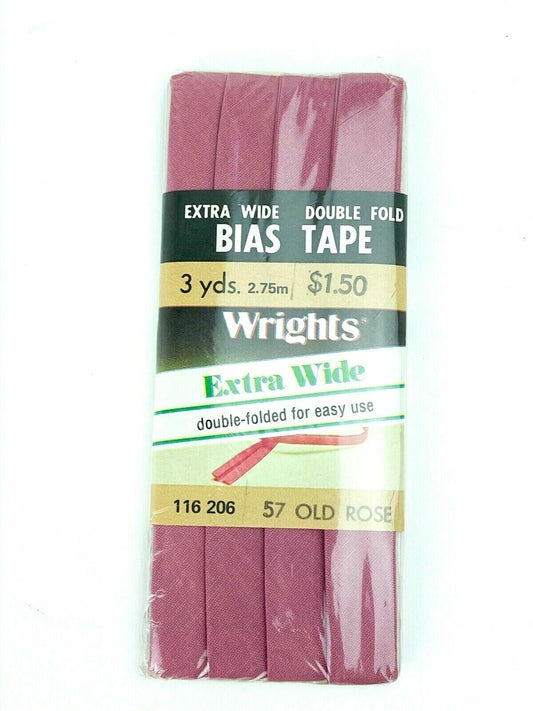 EXTRA WIDE DOUBLE FOLD
BIAS TAPE
3 yds. 2.75m $1.50
Wrights
Extra Wide
double-folded for easy use
116 206 57 OLD ROSE